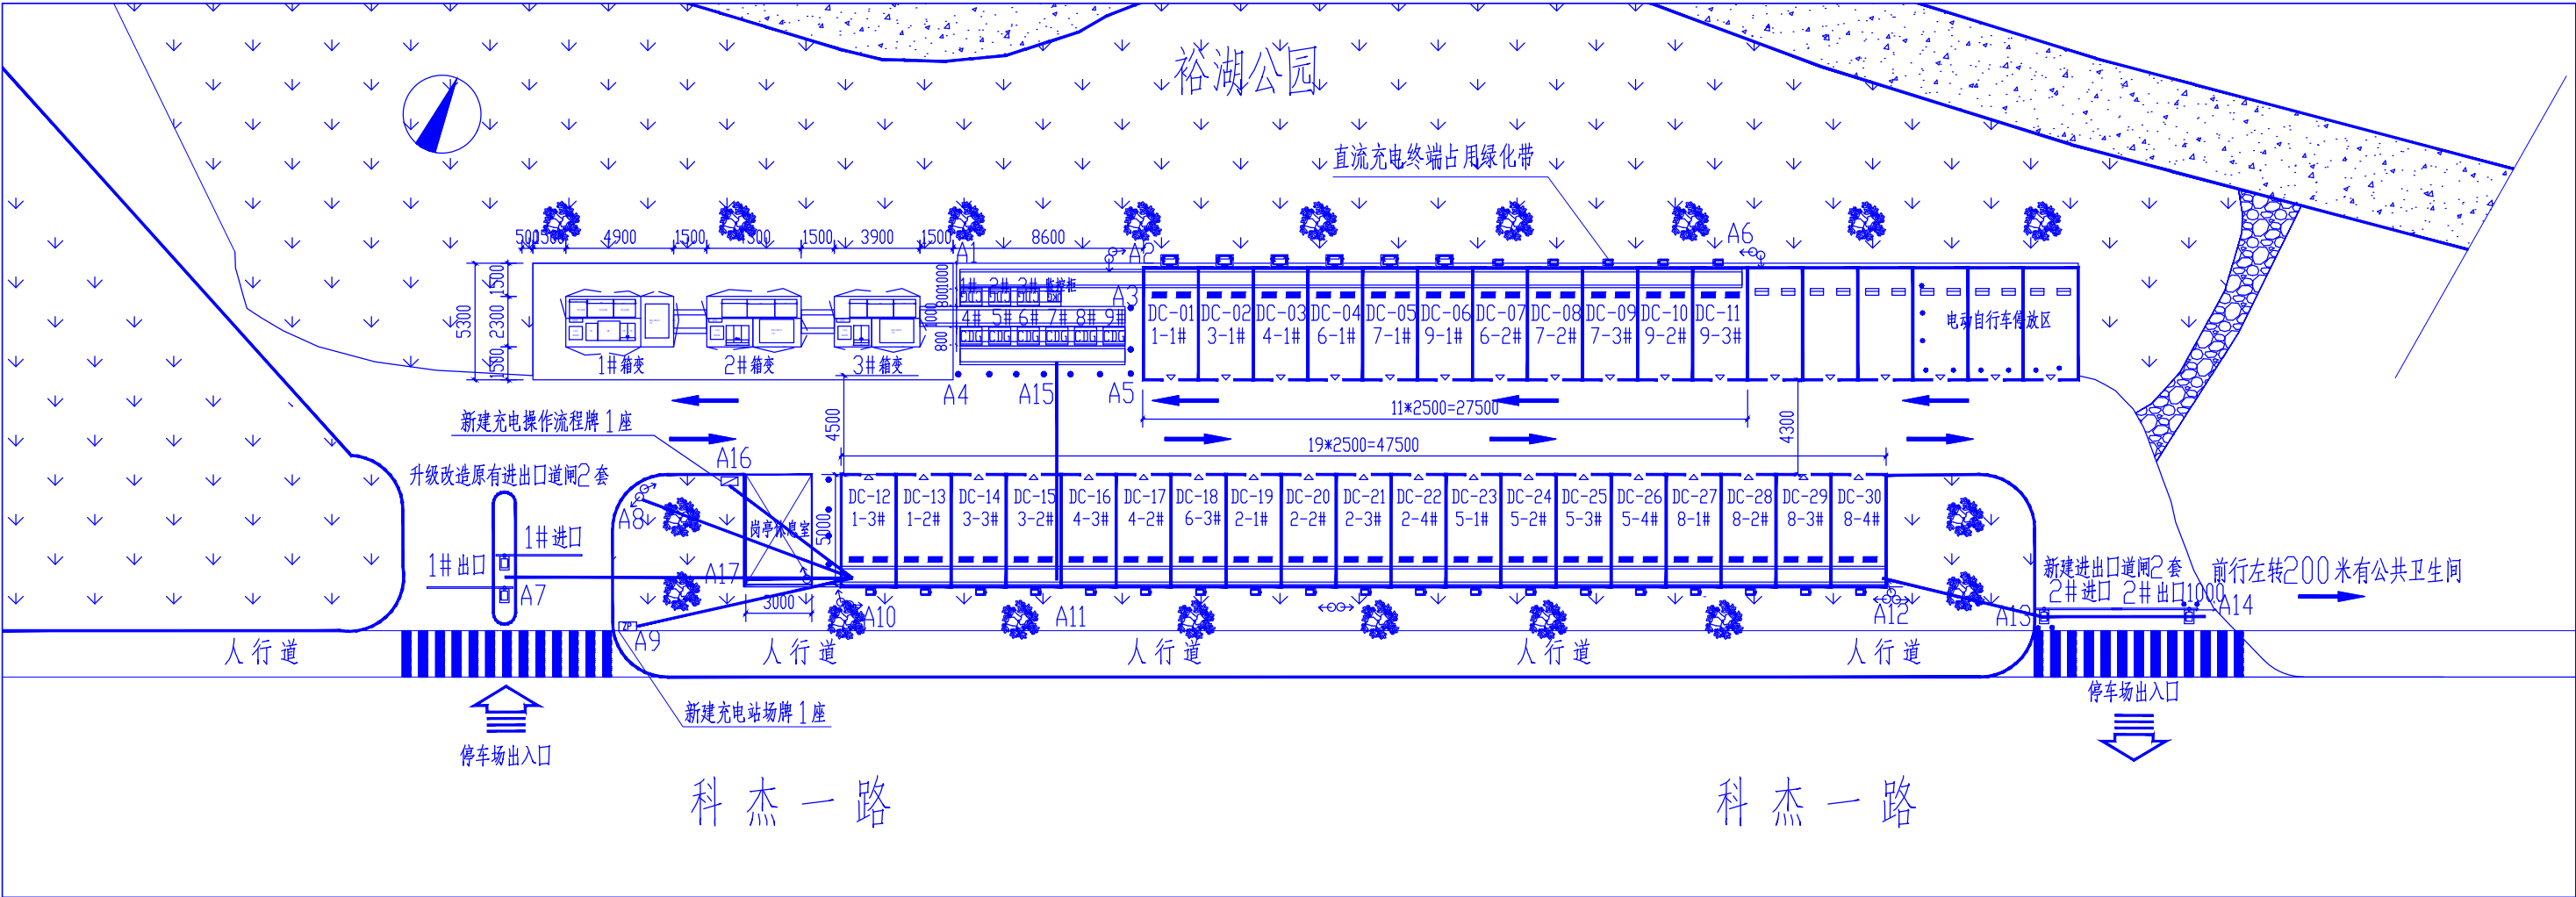 裕湖公园
直流充电终端占用绿化带
500 1500 4900 1500 4300 1500 3900 1500 8600
A1 A2 A6
5300 1500 2300 1500
1000 800 1000 800
1# 2# 3# 监控柜
A3
4# 5# 6# 7# 8# 9#
CDG CDG CDG CDG CDG CDG
1#箱变 2#箱变 3#箱变
DC-01 DC-02 DC-03 DC-04 DC-05 DC-06 DC-07 DC-08 DC-09 DC-10 DC-11
1-1# 3-1# 4-1# 6-1# 7-1# 9-1# 6-2# 7-2# 7-3# 9-2# 9-3#
电动自行车停放区
A4 A15 A5
11*2500=27500
4500
4300
19*2500=47500
新建充电操作流程牌1座
A16
升级改造原有进出口道闸2套
A8
DC-12 DC-13 DC-14 DC-15 DC-16 DC-17 DC-18 DC-19 DC-20 DC-21 DC-22 DC-23 DC-24 DC-25 DC-26 DC-27 DC-28 DC-29 DC-30
1-3# 1-2# 3-3# 3-2# 4-3# 4-2# 6-3# 2-1# 2-2# 2-3# 2-4# 5-1# 5-2# 5-3# 5-4# 8-1# 8-2# 8-3# 8-4#
岗亭休息室
5000
1#进口
1#出口
A7
A17
3000
A9
ZP
A10 A11 A12
新建进出口道闸2套
2#进口 2#出口 1000
A13 A14
前行左转200米有公共卫生间
人行道 人行道 人行道 人行道 人行道
新建充电站场牌1座
停车场出入口
停车场出入口
科杰一路 科杰一路